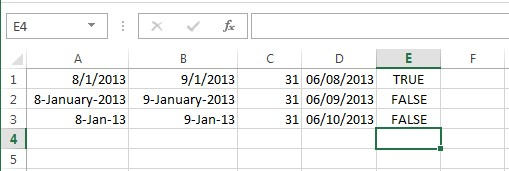 E4 fx
A B C D E F
1 8/1/2013 9/1/2013 31 06/08/2013 TRUE
2 8-January-2013 9-January-2013 31 06/09/2013 FALSE
3 8-Jan-13 9-Jan-13 31 06/10/2013 FALSE
4
5